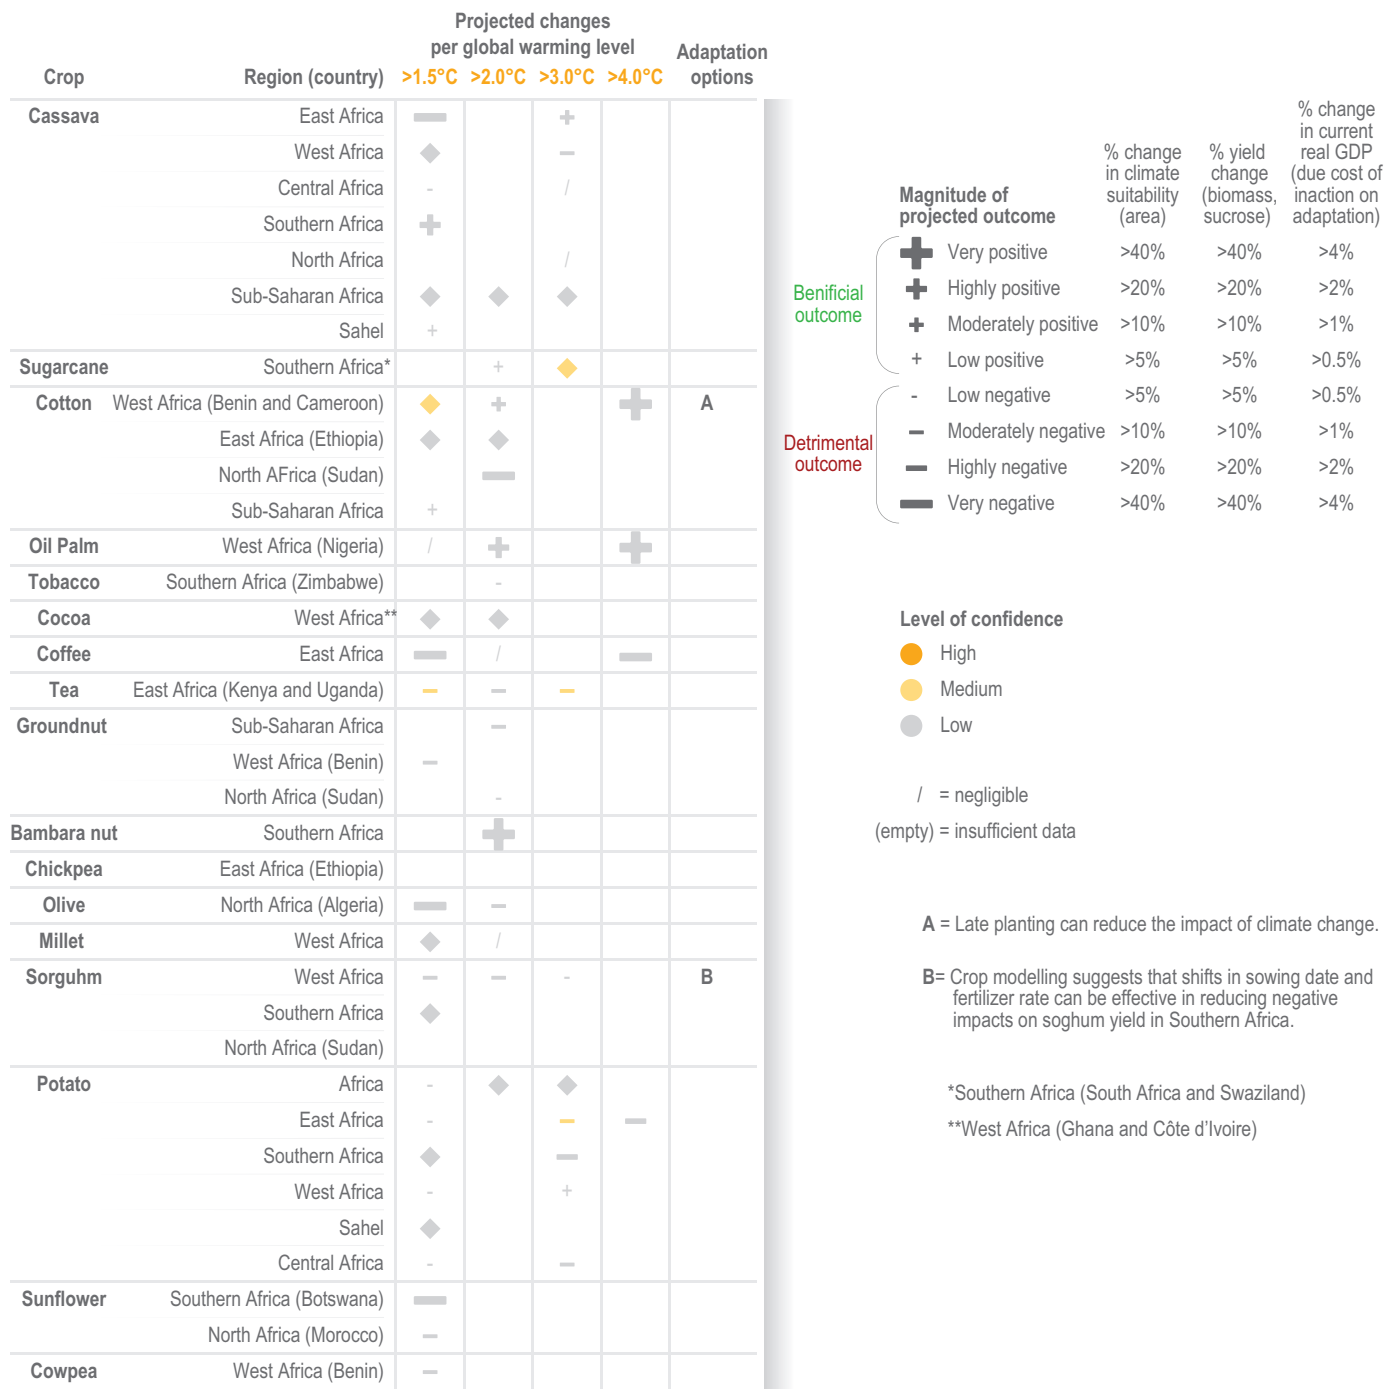 Projected changes
per global warming level
Adaptation
options
Crop Region (country) >1.5°C >2.0°C >3.0°C >4.0°C
Cassava East Africa
West Africa
Central Africa - /
Southern Africa
North Africa /
Sub-Saharan Africa
Sahel +
Sugarcane Southern Africa* +
Cotton West Africa (Benin and Cameroon) A
East Africa (Ethiopia)
North AFrica (Sudan)
Sub-Saharan Africa +
Oil Palm West Africa (Nigeria) /
Tobacco Southern Africa (Zimbabwe) -
Cocoa West Africa**
Coffee East Africa /
Tea East Africa (Kenya and Uganda)
Groundnut Sub-Saharan Africa
West Africa (Benin)
North Africa (Sudan) -
Bambara nut Southern Africa
Chickpea East Africa (Ethiopia)
Olive North Africa (Algeria)
Millet West Africa /
Sorguhm West Africa - B
Southern Africa
North Africa (Sudan)
Potato Africa -
East Africa -
Southern Africa
West Africa - +
Sahel
Central Africa -
Sunflower Southern Africa (Botswana)
North Africa (Morocco)
Cowpea West Africa (Benin)
Magnitude of
projected outcome
% change
in climate
suitability
(area)
% yield
change
(biomass,
sucrose)
% change
in current
real GDP
(due cost of
inaction on
adaptation)
Benificial
outcome
Very positive >40% >40% >4%
Highly positive >20% >20% >2%
Moderately positive >10% >10% >1%
+ Low positive >5% >5% >0.5%
Detrimental
outcome
- Low negative >5% >5% >0.5%
Moderately negative >10% >10% >1%
Highly negative >20% >20% >2%
Very negative >40% >40% >4%
Level of confidence
High
Medium
Low
/ = negligible
(empty) = insufficient data
A = Late planting can reduce the impact of climate change.
B= Crop modelling suggests that shifts in sowing date and
fertilizer rate can be effective in reducing negative
impacts on soghum yield in Southern Africa.
*Southern Africa (South Africa and Swaziland)
**West Africa (Ghana and Côte d'Ivoire)